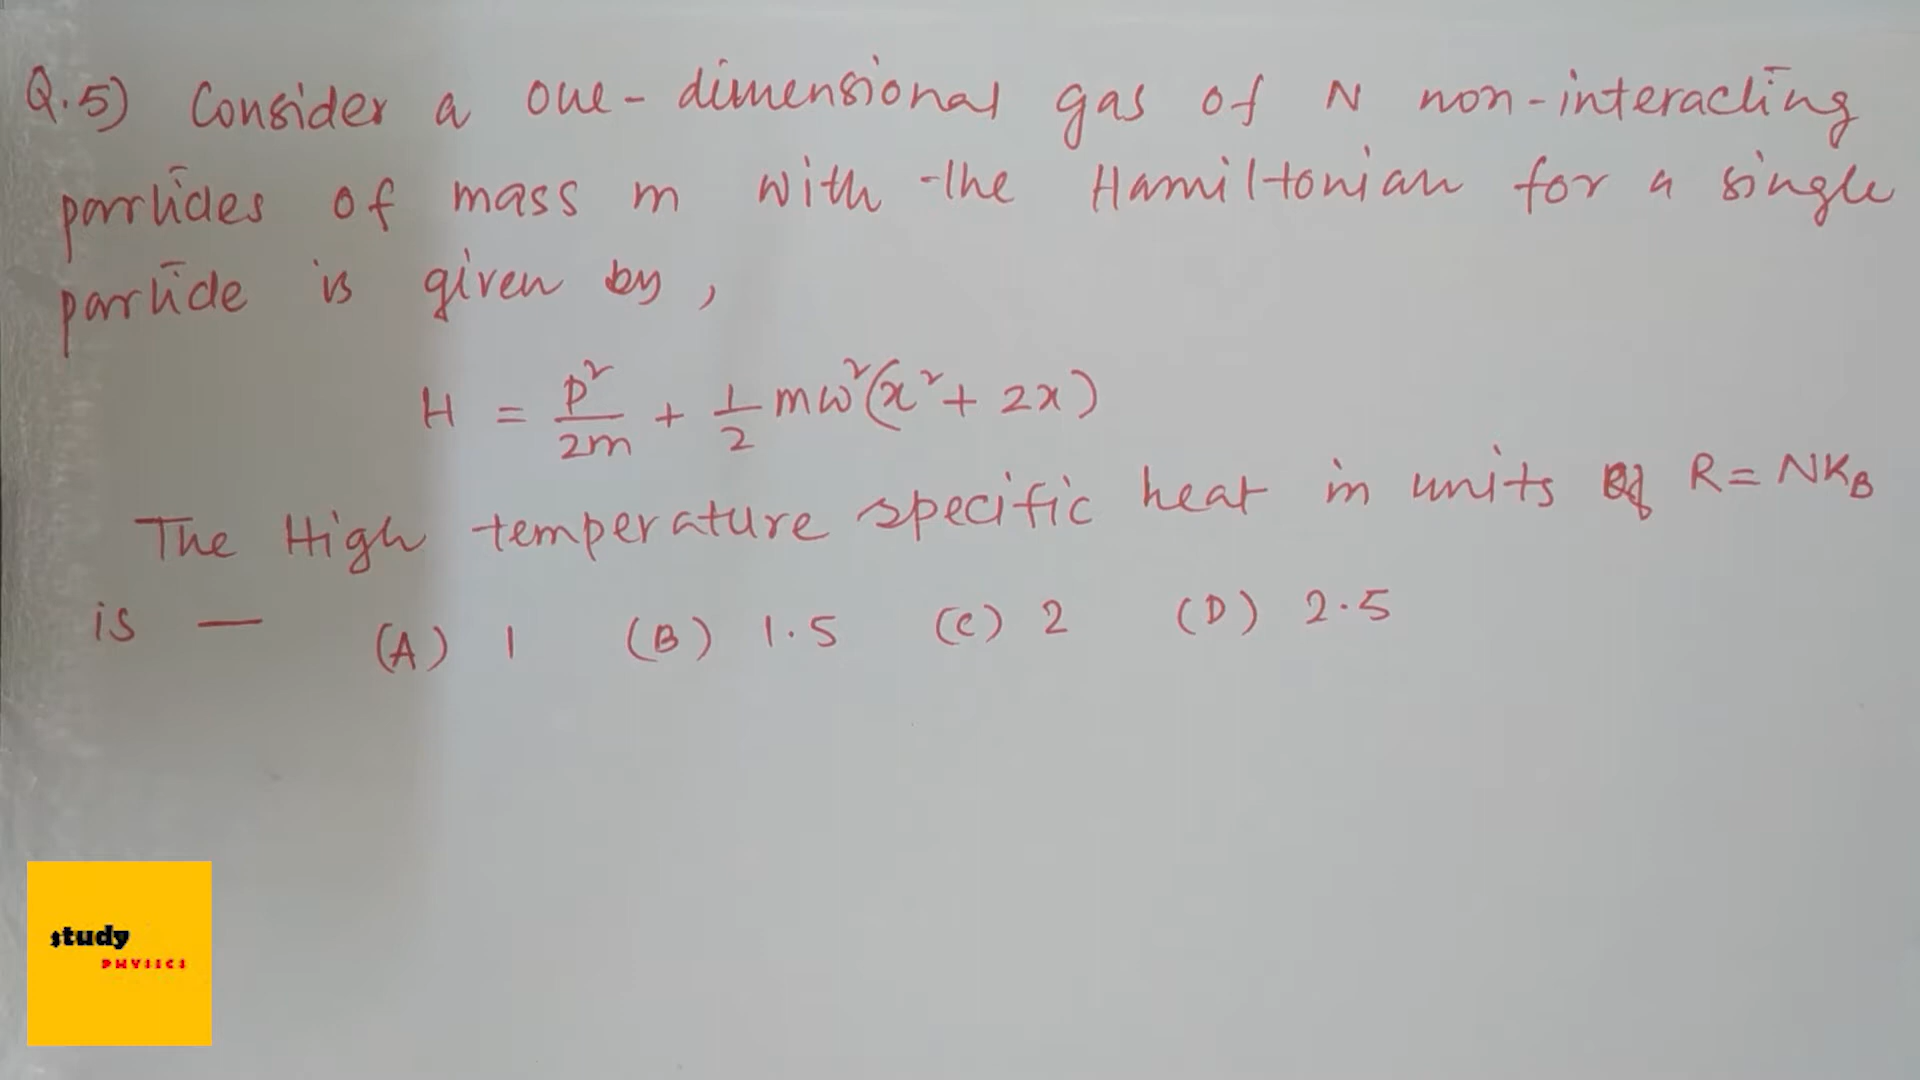 Q.5) Consider a one-dimensional gas of N non-interacting
particles of mass m with the Hamiltonian for a single
particle is given by,
H = p²/2m + 1/2 mω²(x² + 2x)
The High temperature specific heat in units of R = NKB
is — (A) 1 (B) 1.5 (C) 2 (D) 2.5
study
PHYSICS